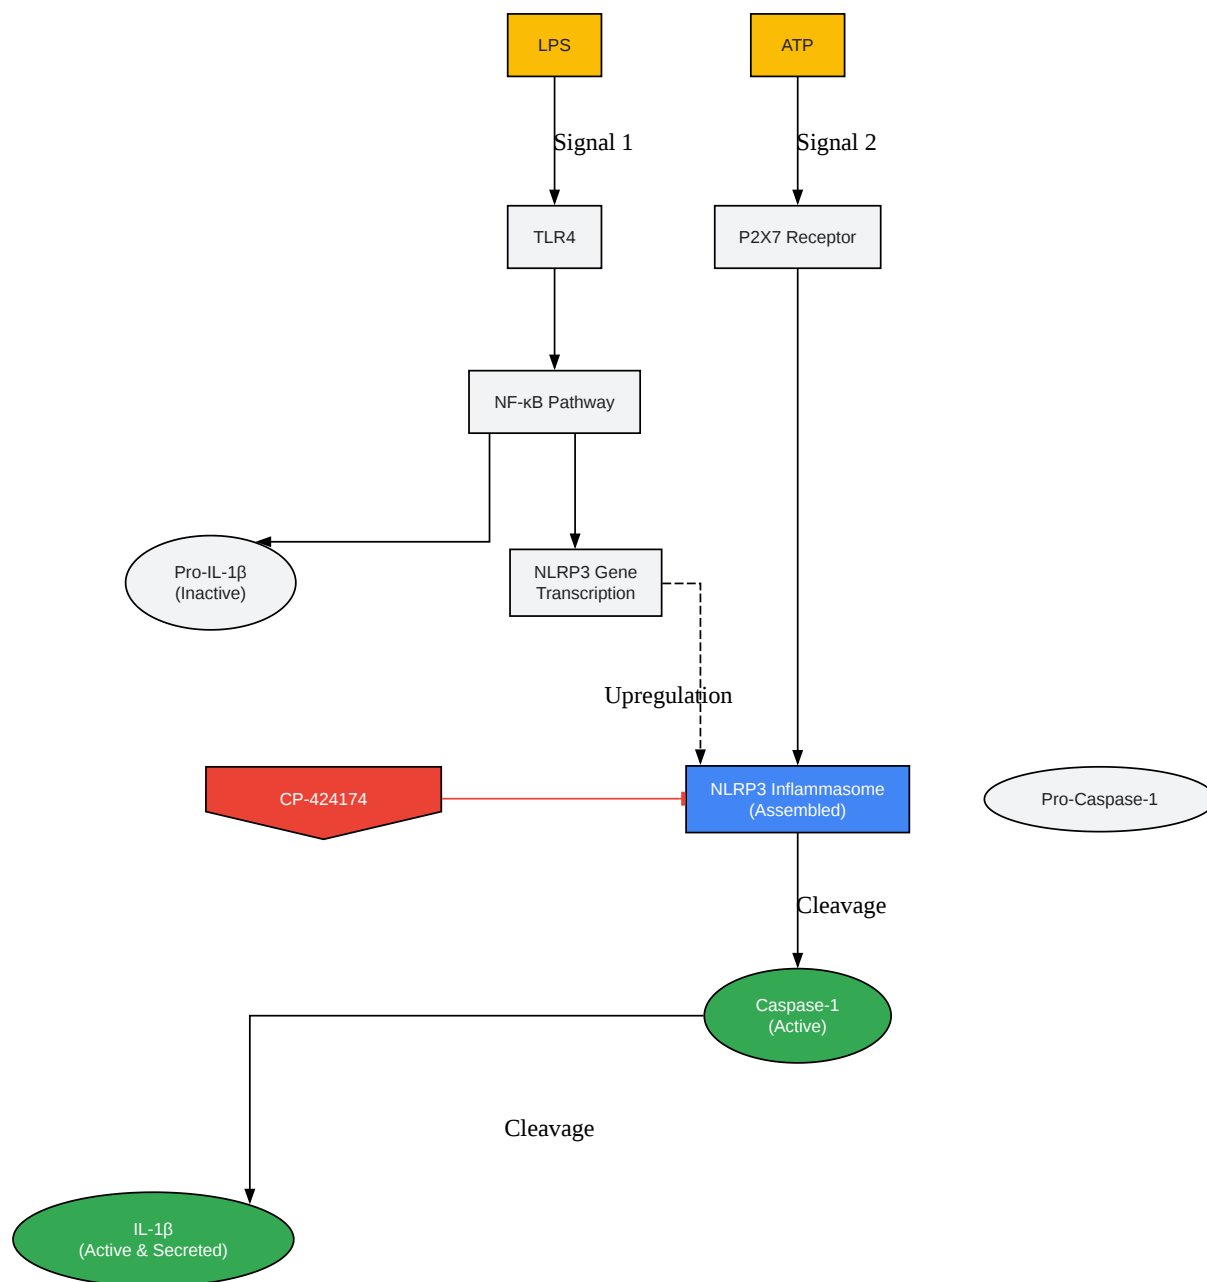 LPS
ATP
Signal 1
Signal 2
TLR4
P2X7 Receptor
NF-κB Pathway
Pro-IL-1β
(Inactive)
NLRP3 Gene
Transcription
Upregulation
CP-424174
NLRP3 Inflammasome
(Assembled)
Pro-Caspase-1
Cleavage
Caspase-1
(Active)
Cleavage
IL-1β
(Active & Secreted)